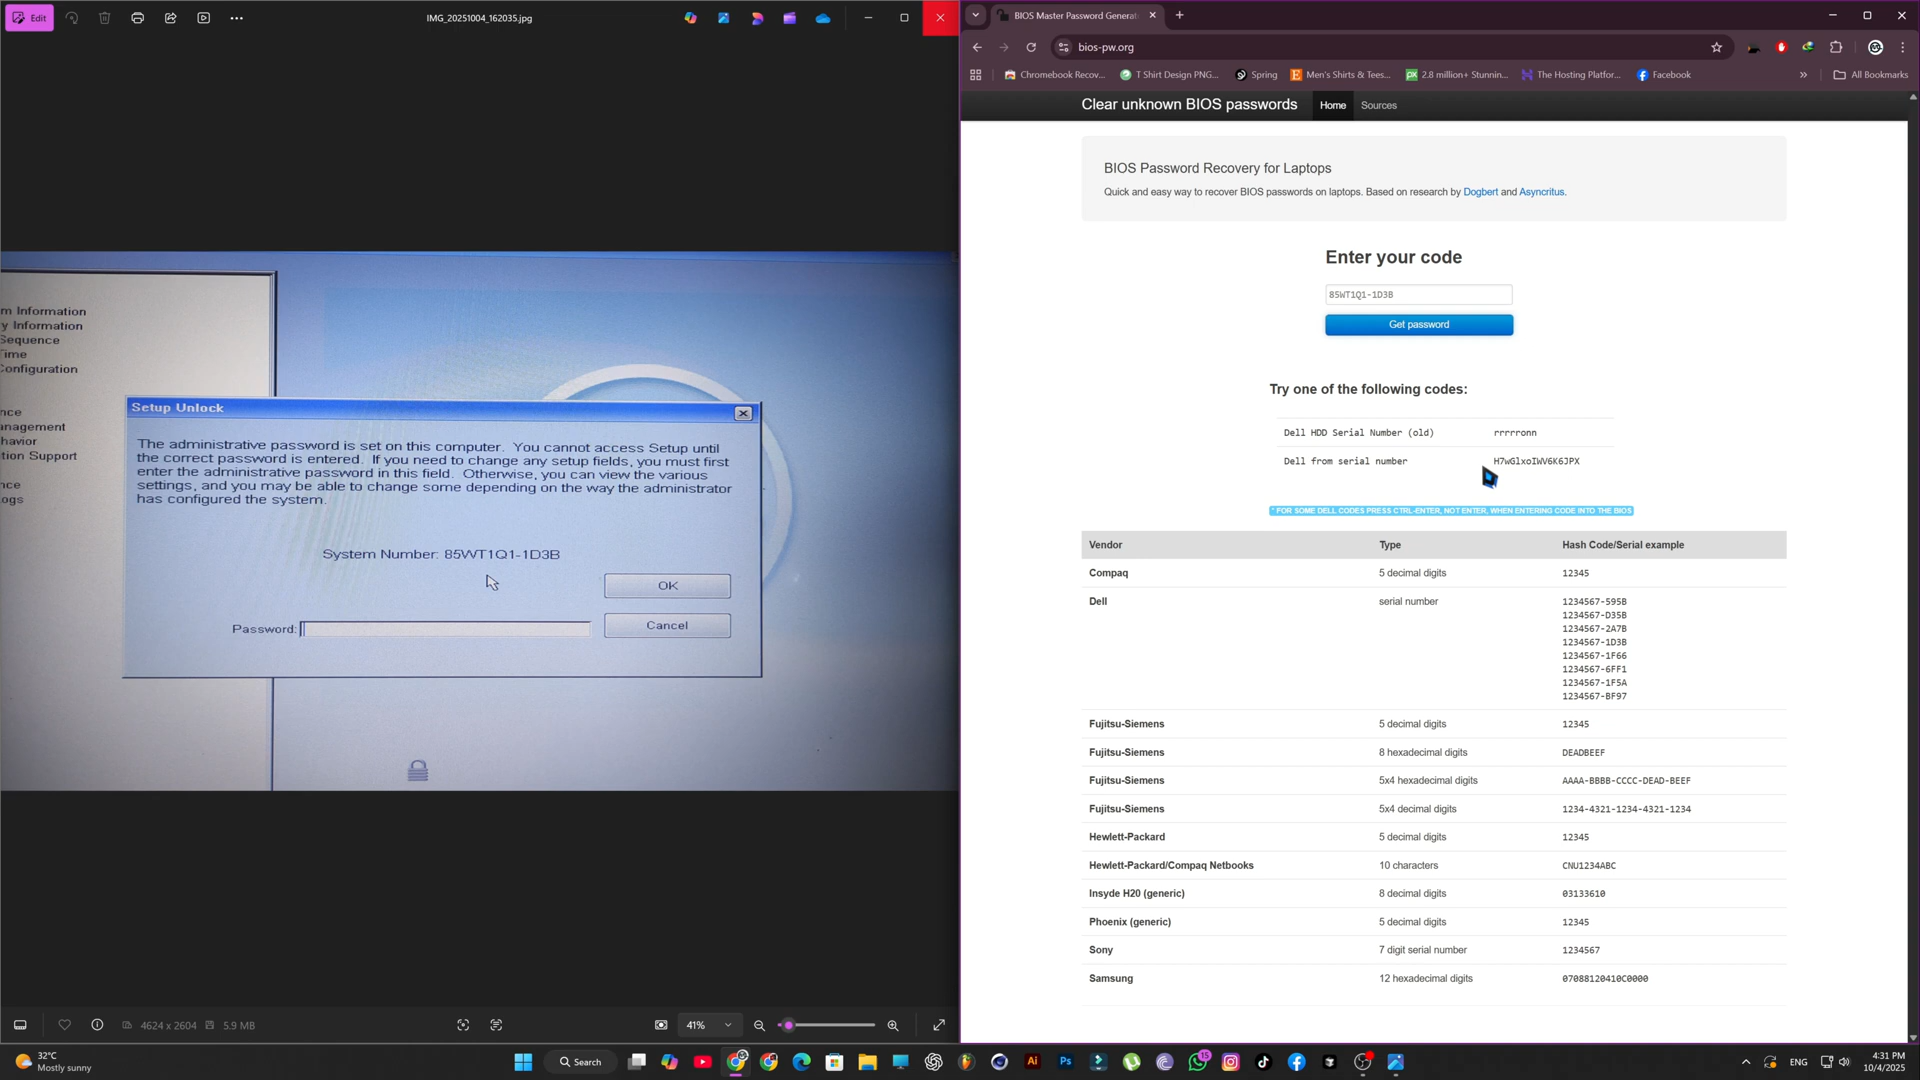 Edit
IMG_20251004_162035.jpg
m Information
y Information
Sequence
Time
Configuration
nce
anagement
havior
tion Support
nce
ogs
Setup Unlock
The administrative password is set on this computer. You cannot access Setup until
the correct password is entered. If you need to change any setup fields, you must first
enter the administrative password in this field. Otherwise, you can view the various
settings, and you may be able to change some depending on the way the administrator
has configured the system.
System Number: 85WT1Q1-1D3B
OK
Password:
Cancel
4624 x 2604
5.9 MB
41%
BIOS Master Password Generat
bios-pw.org
Chromebook Recov...
T Shirt Design PNG...
Spring
Men's Shirts & Tees...
2.8 million+ Stunnin...
The Hosting Platfor...
Facebook
All Bookmarks
Clear unknown BIOS passwords
Home
Sources
BIOS Password Recovery for Laptops
Quick and easy way to recover BIOS passwords on laptops. Based on research by Dogbert and Asyncritus.
Enter your code
85WT1Q1-1D3B
Get password
Try one of the following codes:
Dell HDD Serial Number (old) rrrrronn
Dell from serial number H7wGlxoIWV6K6JPX
* FOR SOME DELL CODES PRESS CTRL-ENTER, NOT ENTER, WHEN ENTERING CODE INTO THE BIOS
Vendor Type Hash Code/Serial example
Compaq 5 decimal digits 12345
Dell serial number 1234567-595B
1234567-D35B
1234567-2A7B
1234567-1D3B
1234567-1F66
1234567-6FF1
1234567-1F5A
1234567-BF97
Fujitsu-Siemens 5 decimal digits 12345
Fujitsu-Siemens 8 hexadecimal digits DEADBEEF
Fujitsu-Siemens 5x4 hexadecimal digits AAAA-BBBB-CCCC-DEAD-BEEF
Fujitsu-Siemens 5x4 decimal digits 1234-4321-1234-4321-1234
Hewlett-Packard 5 decimal digits 12345
Hewlett-Packard/Compaq Netbooks 10 characters CNU1234ABC
Insyde H20 (generic) 8 decimal digits 03133610
Phoenix (generic) 5 decimal digits 12345
Sony 7 digit serial number 1234567
Samsung 12 hexadecimal digits 07088120410C0000
32°C
Mostly sunny
Search
Ai
Ps
15
ENG
4:31 PM
10/4/2025